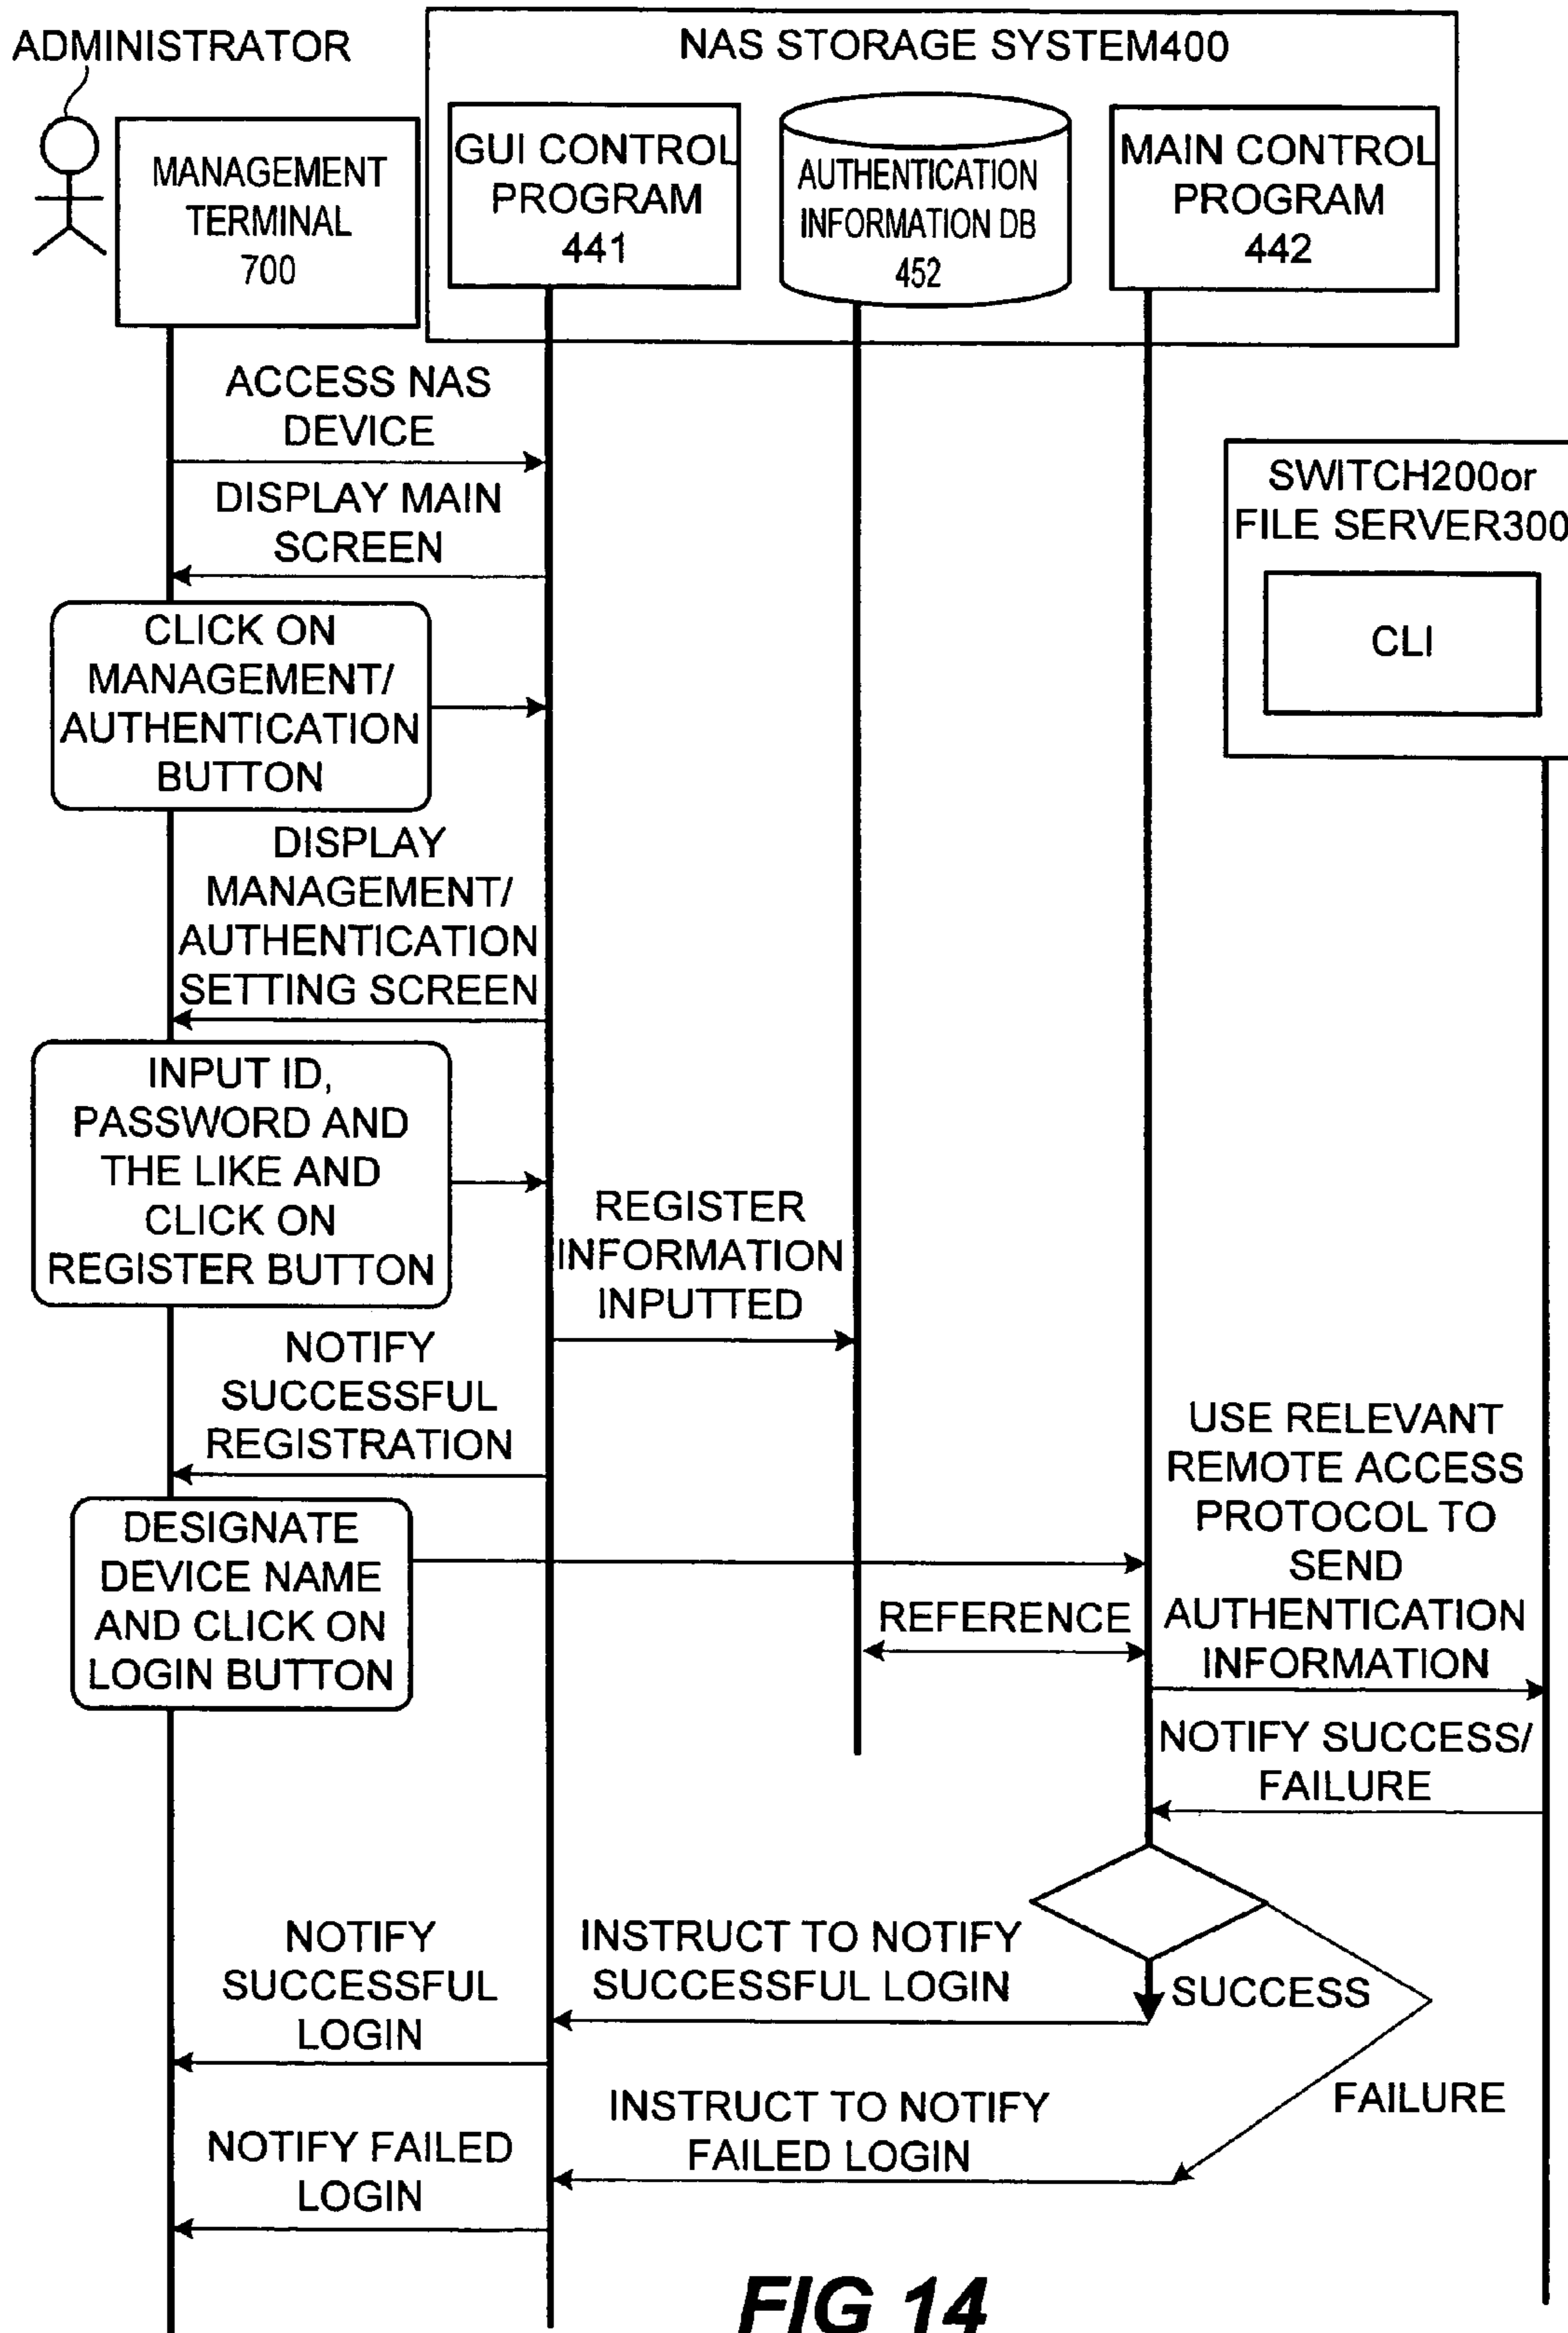 ADMINISTRATOR
NAS STORAGE SYSTEM400
MANAGEMENT
TERMINAL
700
GUI CONTROL
PROGRAM
441
AUTHENTICATION
INFORMATION DB
452
MAIN CONTROL
PROGRAM
442
ACCESS NAS
DEVICE
SWITCH200or
FILE SERVER300
CLI
DISPLAY MAIN
SCREEN
CLICK ON
MANAGEMENT/
AUTHENTICATION
BUTTON
DISPLAY
MANAGEMENT/
AUTHENTICATION
SETTING SCREEN
INPUT ID,
PASSWORD AND
THE LIKE AND
CLICK ON
REGISTER BUTTON
REGISTER
INFORMATION
INPUTTED
NOTIFY
SUCCESSFUL
REGISTRATION
DESIGNATE
DEVICE NAME
AND CLICK ON
LOGIN BUTTON
REFERENCE
USE RELEVANT
REMOTE ACCESS
PROTOCOL TO
SEND
AUTHENTICATION
INFORMATION
NOTIFY SUCCESS/
FAILURE
SUCCESS
INSTRUCT TO NOTIFY
SUCCESSFUL LOGIN
NOTIFY
SUCCESSFUL
LOGIN
FAILURE
INSTRUCT TO NOTIFY
FAILED LOGIN
NOTIFY FAILED
LOGIN
FIG 14